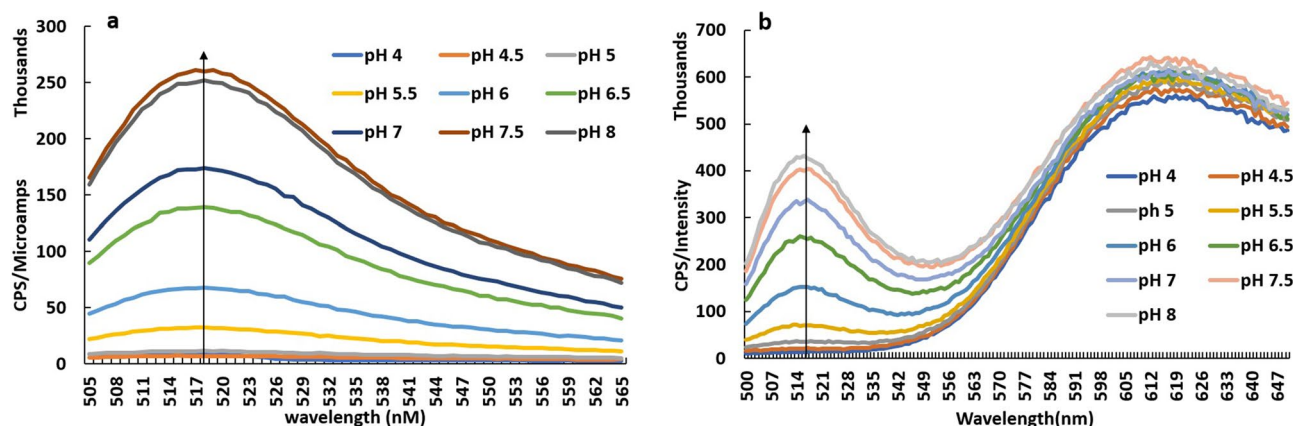 a
Thousands
CPS/Microamps
300
250
200
150
100
50
0
pH 4 pH 4.5 pH 5
pH 5.5 pH 6 pH 6.5
pH 7 pH 7.5 pH 8
505 508 511 514 517 520 523 526 529 532 535 538 541 544 547 550 553 556 559 562 565
wavelength (nM)
b
Thousands
CPS/Intensity
700
600
500
400
300
200
100
0
pH 4 pH 4.5
ph 5 pH 5.5
pH 6 pH 6.5
pH 7 pH 7.5
pH 8
500 507 514 521 528 535 542 549 556 563 570 577 584 591 598 605 612 619 626 633 640 647
Wavelength(nm)